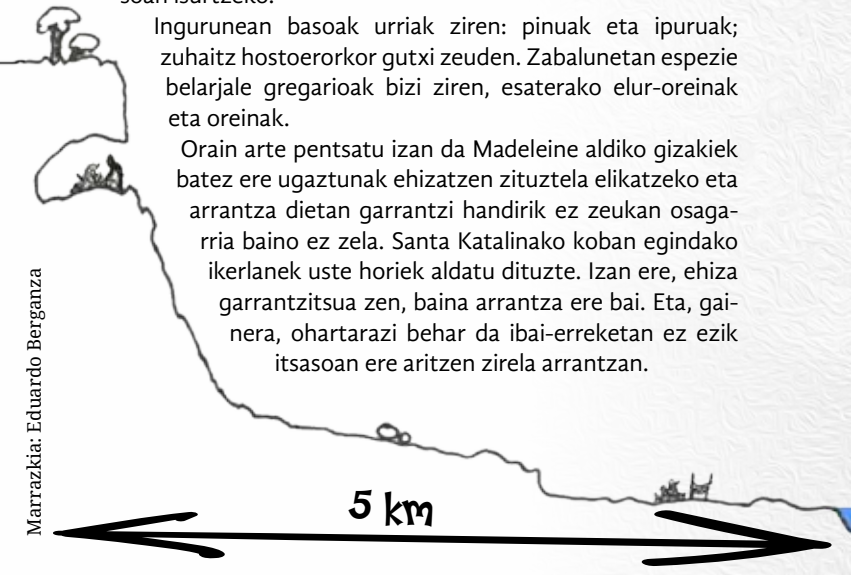 soan isurtzeko.
Ingurunean basoak urriak ziren: pinuak eta ipuruak;
zuhaitz hostoerorkor gutxi zeuden. Zabalunetan espezie
belarjale gregarioak bizi ziren, esaterako elur-oreinak
eta oreinak.
Orain arte pentsatu izan da Madeleine aldiko gizakiek
batez ere ugaztunak ehizatzen zituztela elikatzeko eta
arrantza dietan garrantzi handirik ez zeukan osaga-
rria baino ez zela. Santa Katalinako koban egindako
ikerlanek uste horiek aldatu dituzte. Izan ere, ehiza
garrantzitsua zen, baina arrantza ere bai. Eta, gai-
nera, ohartarazi behar da ibai-erreketan ez ezik
itsasoan ere aritzen zirela arrantzan.
Marrazkia: Eduardo Berganza
5 km